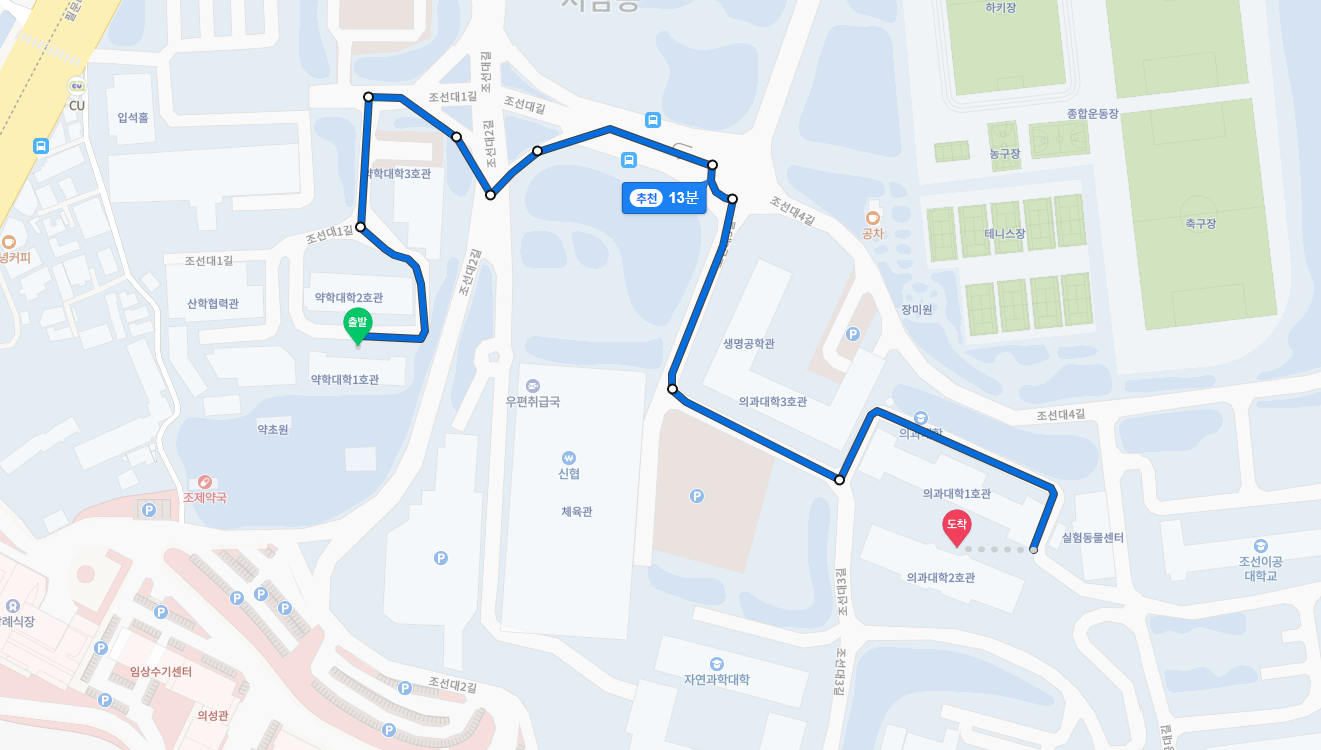 하키장
CU
조선대길
조선대1길
조선대길
종합운동장
입석홀
조선대2길
농구장
약학대학3호관
추천 13분
조선대4길
공차
테니스장
축구장
조선대1길
조선대1길
조선대2길
산학협력관
약학대학2호관
장미원
출발
생명공학관
약학대학1호관
우편취급국
의과대학3호관
조선대4길
약초원
의과대학
신협
조제약국
의과대학1호관
체육관
도착
실험동물센터
조선이공
대학교
의과대학2호관
조선대3길
임상수기센터
자연과학대학
조선대2길
조선대3길
의성관